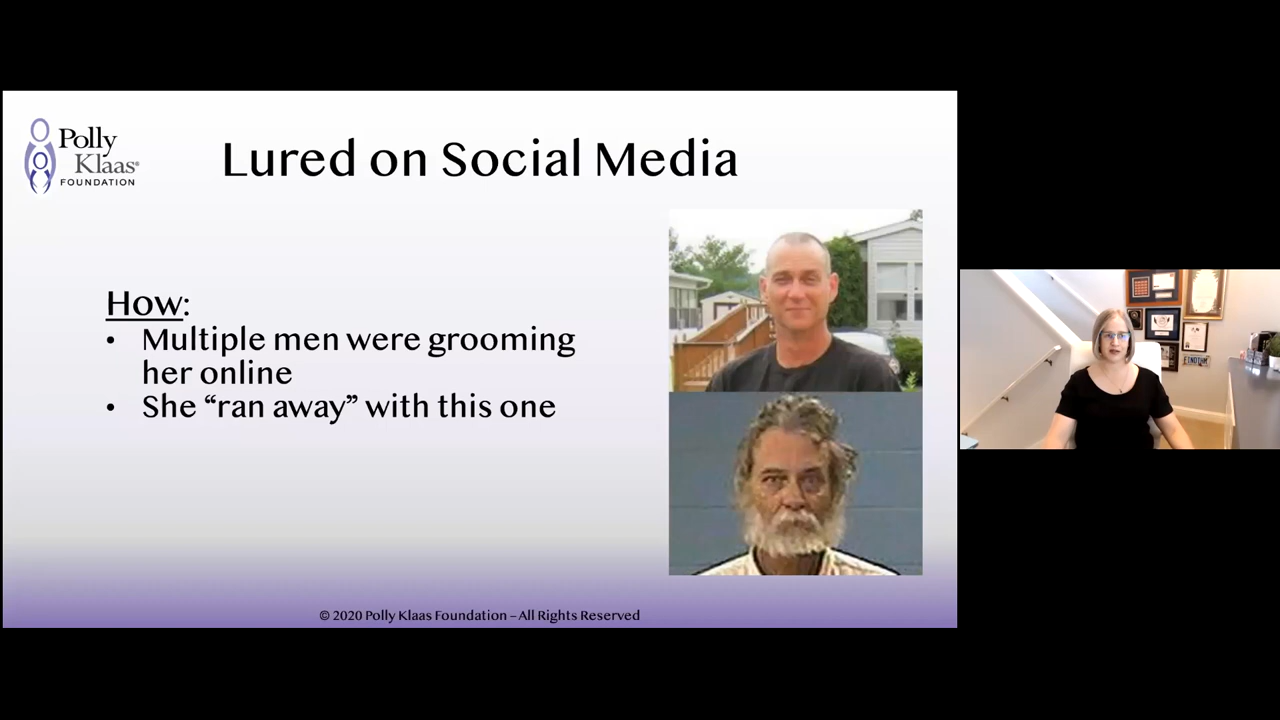 Polly
Klaas®
FOUNDATION
Lured on Social Media
How:
• Multiple men were grooming
her online
• She “ran away” with this one
© 2020 Polly Klaas Foundation – All Rights Reserved